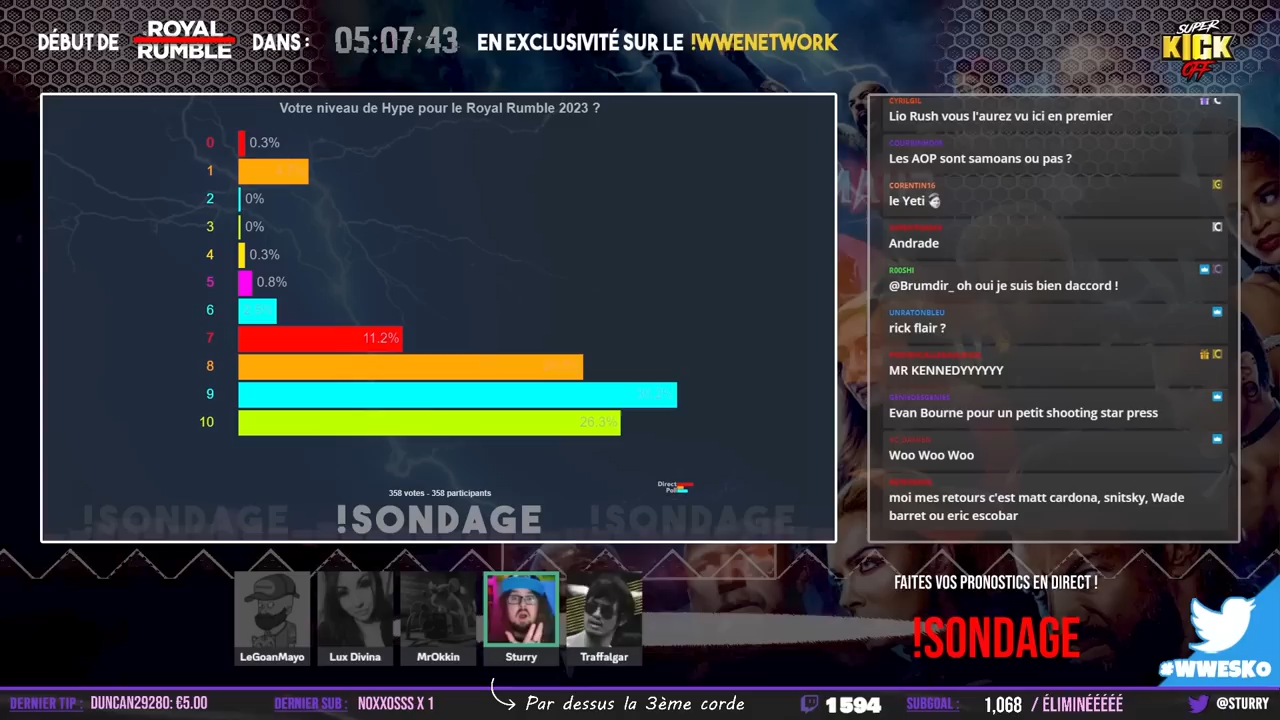 DÉBUT DE ROYAL RUMBLE DANS : 05:07:43 EN EXCLUSIVITÉ SUR LE !WWENETWORK
SUPER KICK OFF
Votre niveau de Hype pour le Royal Rumble 2023 ?
0 0.3%
1
2 0%
3 0%
4 0.3%
5 0.8%
6
7 11.2%
8
9
10 26.3%
358 votes - 358 participants
Direct Poll
!SONDAGE !SONDAGE !SONDAGE
CYRILGIL
Lio Rush vous l'aurez vu ici en premier
Les AOP sont samoans ou pas ?
CORENTIN16
le Yeti
Andrade
R00SHI
@Brumdir_ oh oui je suis bien daccord !
UNRATONBLEU
rick flair ?
MR KENNEDYYYYYY
Evan Bourne pour un petit shooting star press
Woo Woo Woo
moi mes retours c'est matt cardona, snitsky, Wade
barret ou eric escobar
FAITES VOS PRONOSTICS EN DIRECT !
!SONDAGE
#WWESKO
LeGoanMayo
Lux Divina
MrOkkin
Sturry
Traffalgar
DERNIER TIP : DUNCAN29280: €5.00
DERNIER SUB : NOXXOSSS X 1
Par dessus la 3ème corde
1594
SUBGOAL : 1,068 / ÉLIMINÉÉÉÉÉ
@STURRY